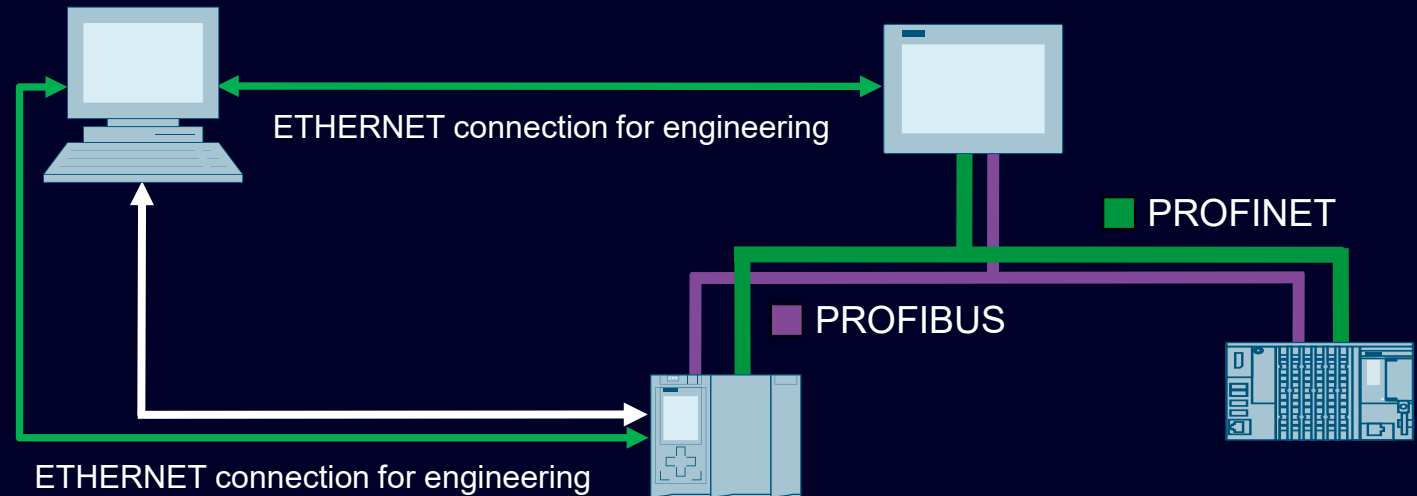 ETHERNET connection for engineering
PROFINET
PROFIBUS
ETHERNET connection for engineering